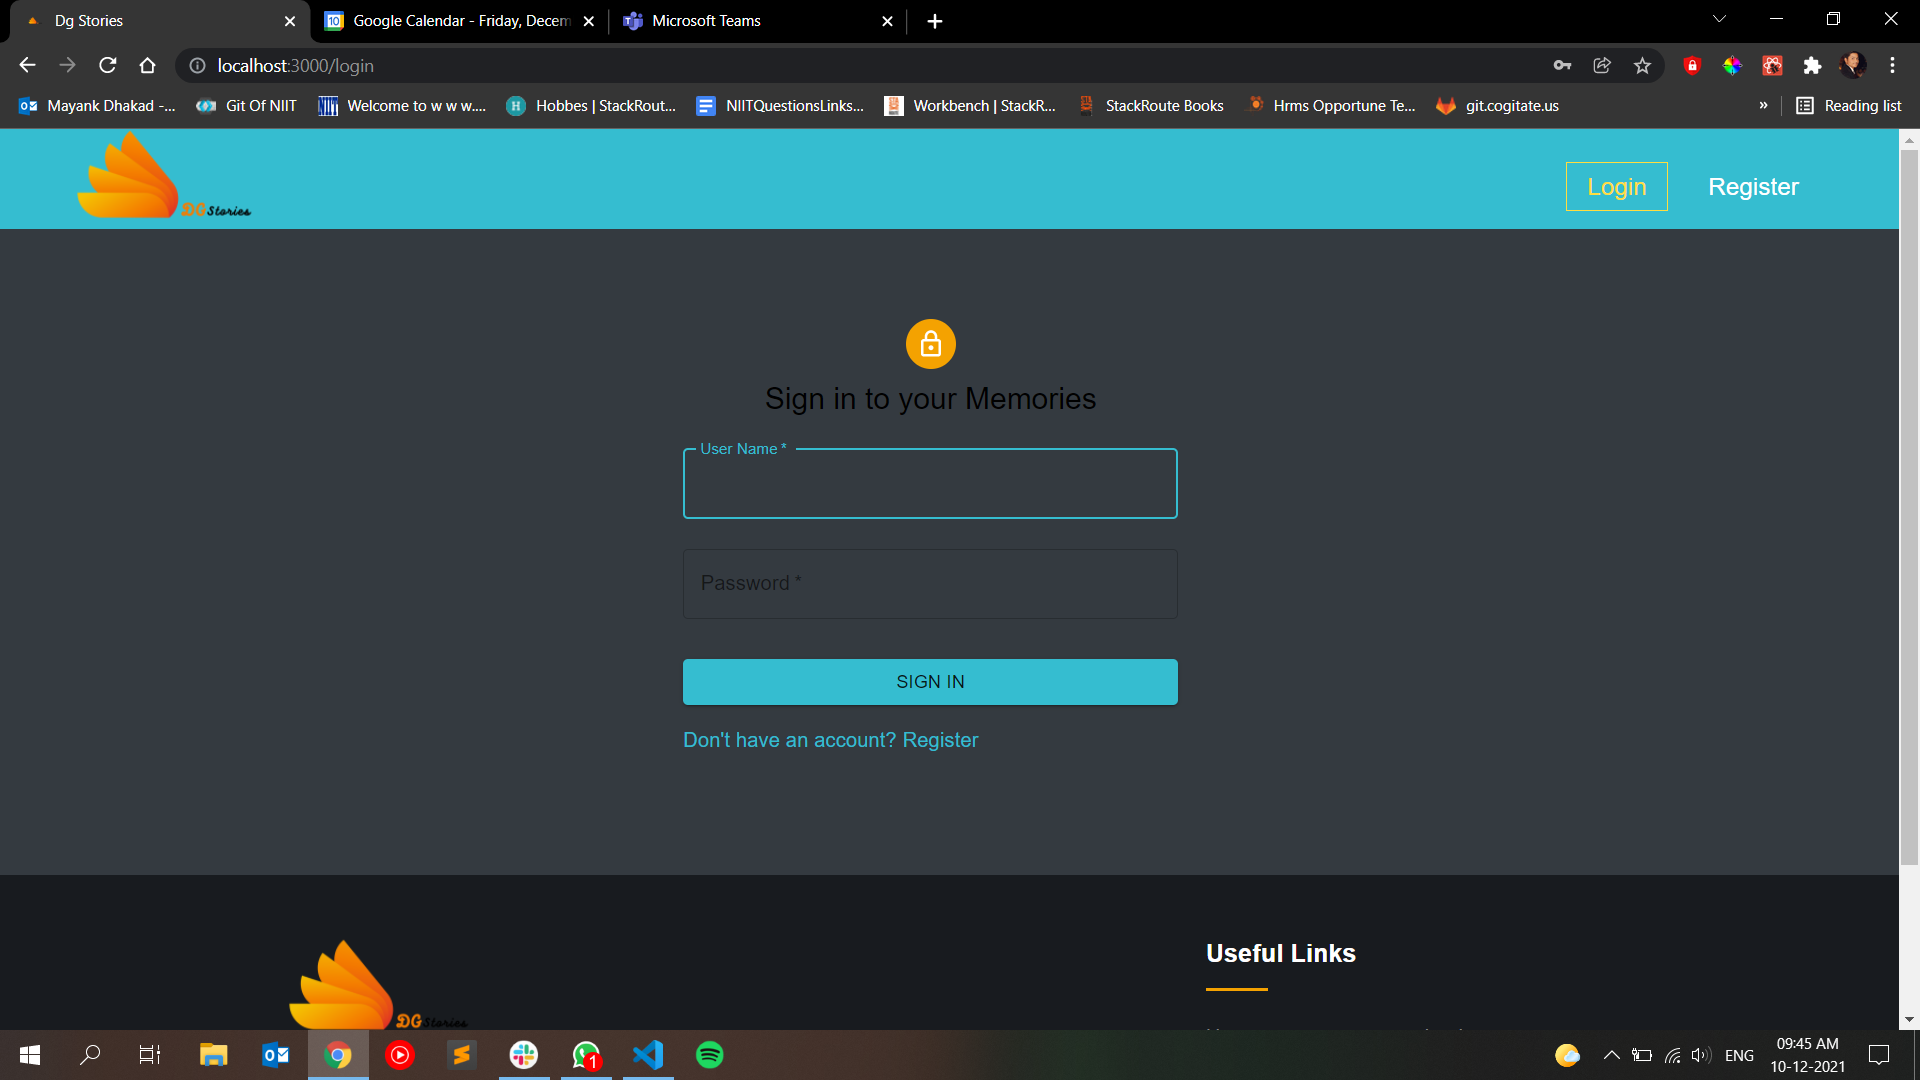 Dg Stories
Google Calendar - Friday, Decem
Microsoft Teams
localhost:3000/login
Mayank Dhakad -...
Git Of NIIT
Welcome to w w w....
Hobbes | StackRout...
NIITQuestionsLinks...
Workbench | StackR...
StackRoute Books
Hrms Opportune Te...
git.cogitate.us
»
Reading list
DG Stories
Login
Register
Sign in to your Memories
User Name *
Password *
SIGN IN
Don't have an account? Register
DG Stories
Useful Links
1
ENG
09:45 AM
10-12-2021